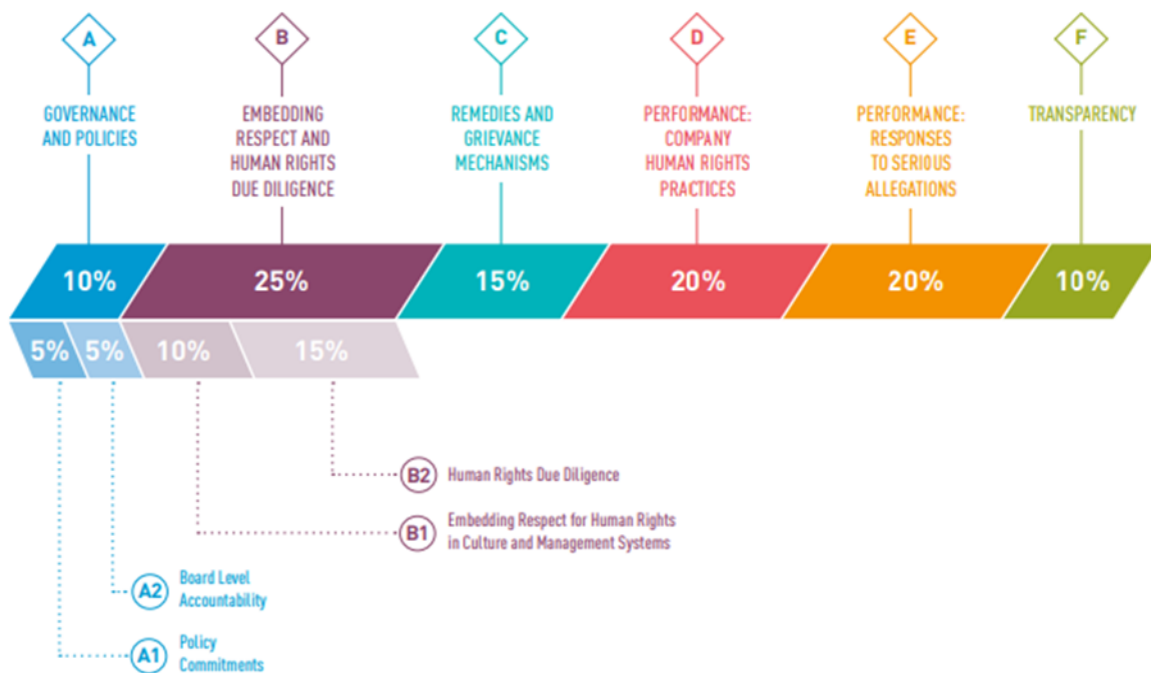 A
B
C
D
E
F
GOVERNANCE
AND POLICIES
EMBEDDING
RESPECT AND
HUMAN RIGHTS
DUE DILIGENCE
REMEDIES AND
GRIEVANCE
MECHANISMS
PERFORMANCE:
COMPANY
HUMAN RIGHTS
PRACTICES
PERFORMANCE:
RESPONSES
TO SERIOUS
ALLEGATIONS
TRANSPARENCY
10%
25%
15%
20%
20%
10%
5%
5%
10%
15%
B2
Human Rights Due Diligence
B1
Embedding Respect for Human Rights
in Culture and Management Systems
A2
Board Level
Accountability
A1
Policy
Commitments